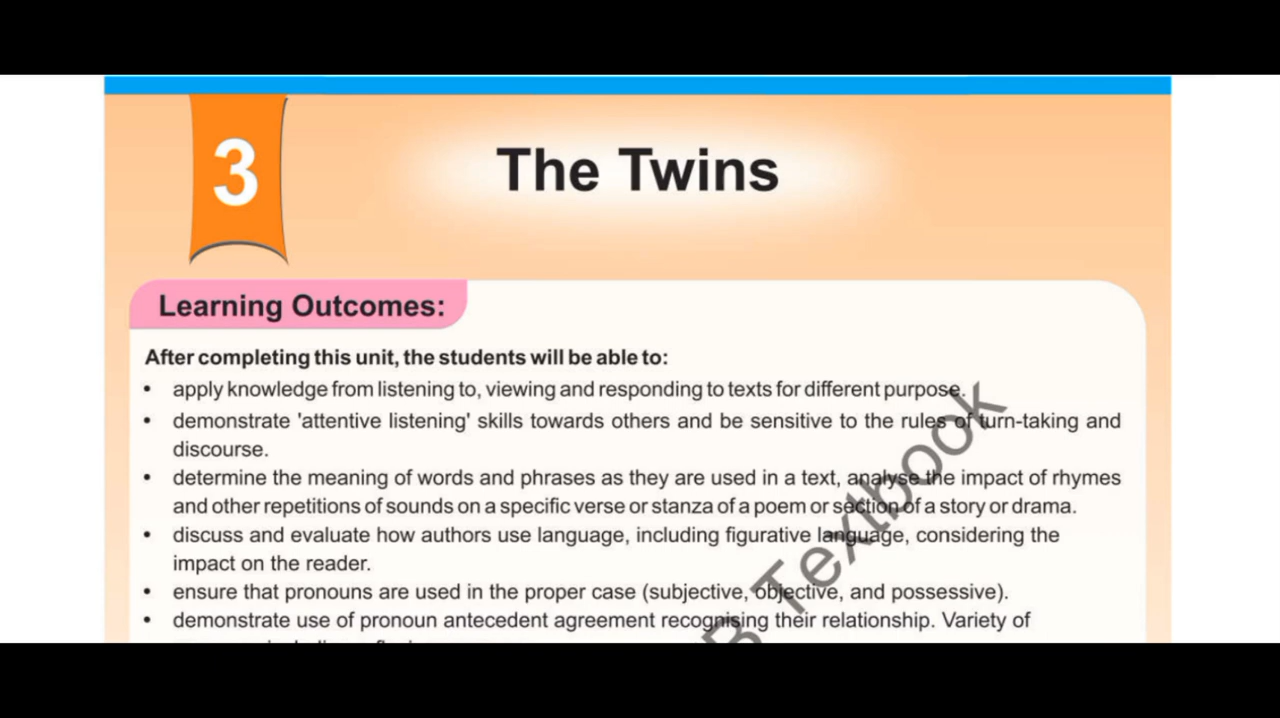 3
The Twins
Learning Outcomes:
After completing this unit, the students will be able to:
• apply knowledge from listening to, viewing and responding to texts for different purpose.
• demonstrate 'attentive listening' skills towards others and be sensitive to the rules of turn-taking and
discourse.
• determine the meaning of words and phrases as they are used in a text, analyse the impact of rhymes
and other repetitions of sounds on a specific verse or stanza of a poem or section of a story or drama.
• discuss and evaluate how authors use language, including figurative language, considering the
impact on the reader.
• ensure that pronouns are used in the proper case (subjective, objective, and possessive).
• demonstrate use of pronoun antecedent agreement recognising their relationship. Variety of
B Textbook